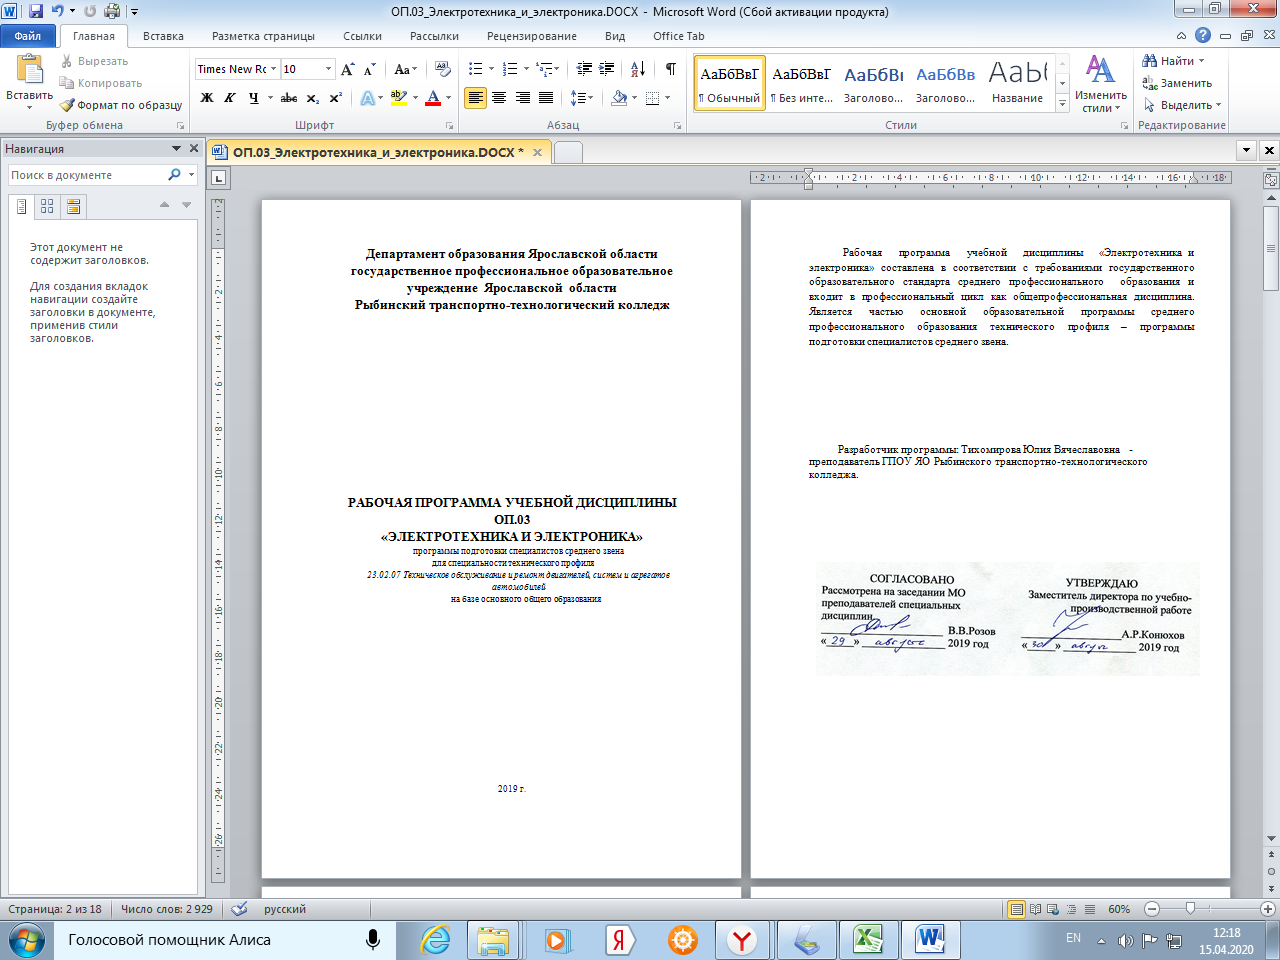 ОП.03_Электротехника_и_электроника.DOCX - Microsoft Word (Сбой активации продукта)
Файл Главная Вставка Разметка страницы Ссылки Рассылки Рецензирование Вид Office Tab
Вставить
Вырезать
Копировать
Формат по образцу
Буфер обмена
Times New Rc 10
Ж К Ч abc x₂ x² Aa
Шрифт
Абзац
АаБбВвГ АаБбВвГ АаБбВı АаБбВв АаБ
¶ Обычный ¶ Без инте... Заголово... Заголово... Название
Стили
Изменить стили
Найти
Заменить
Выделить
Редактирование
Навигация
Поиск в документе
Этот документ не
содержит заголовков.
Для создания вкладок
навигации создайте
заголовки в документе,
применив стили
заголовков.
ОП.03_Электротехника_и_электроника.DOCX *
Департамент образования Ярославской области
государственное профессиональное образовательное
учреждение Ярославской области
Рыбинский транспортно-технологический колледж
РАБОЧАЯ ПРОГРАММА УЧЕБНОЙ ДИСЦИПЛИНЫ
ОП.03
«ЭЛЕКТРОТЕХНИКА И ЭЛЕКТРОНИКА»
программы подготовки специалистов среднего звена
для специальности технического профиля
23.02.07 Техническое обслуживание и ремонт двигателей, систем и агрегатов
автомобилей
на базе основного общего образования
2019 г.
Рабочая программа учебной дисциплины «Электротехника и
электроника» составлена в соответствии с требованиями государственного
образовательного стандарта среднего профессионального образования и
входит в профессиональный цикл как общепрофессиональная дисциплина.
Является частью основной образовательной программы среднего
профессионального образования технического профиля – программы
подготовки специалистов среднего звена.
Разработчик программы: Тихомирова Юлия Вячеславовна -
преподаватель ГПОУ ЯО Рыбинского транспортно-технологического
колледжа.
СОГЛАСОВАНО
Рассмотрена на заседании МО
преподавателей специальных
дисциплин
В.В.Розов
«29» август 2019 год
УТВЕРЖДАЮ
Заместитель директора по учебно-
производственной работе
А.Р.Конюхов
«30» август 2019 год
Страница: 2 из 18 Число слов: 2 929 русский 60%
Голосовой помощник Алиса
EN
12:18
15.04.2020